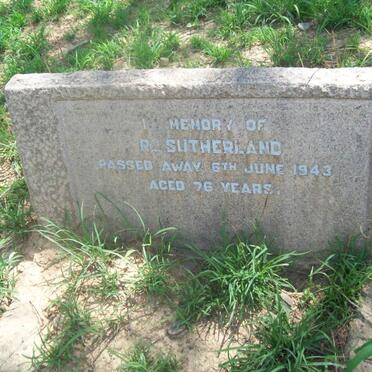 IN MEMORY OF
R. SUTHERLAND
PASSED AWAY 6TH JUNE 1943
AGED 76 YEARS.